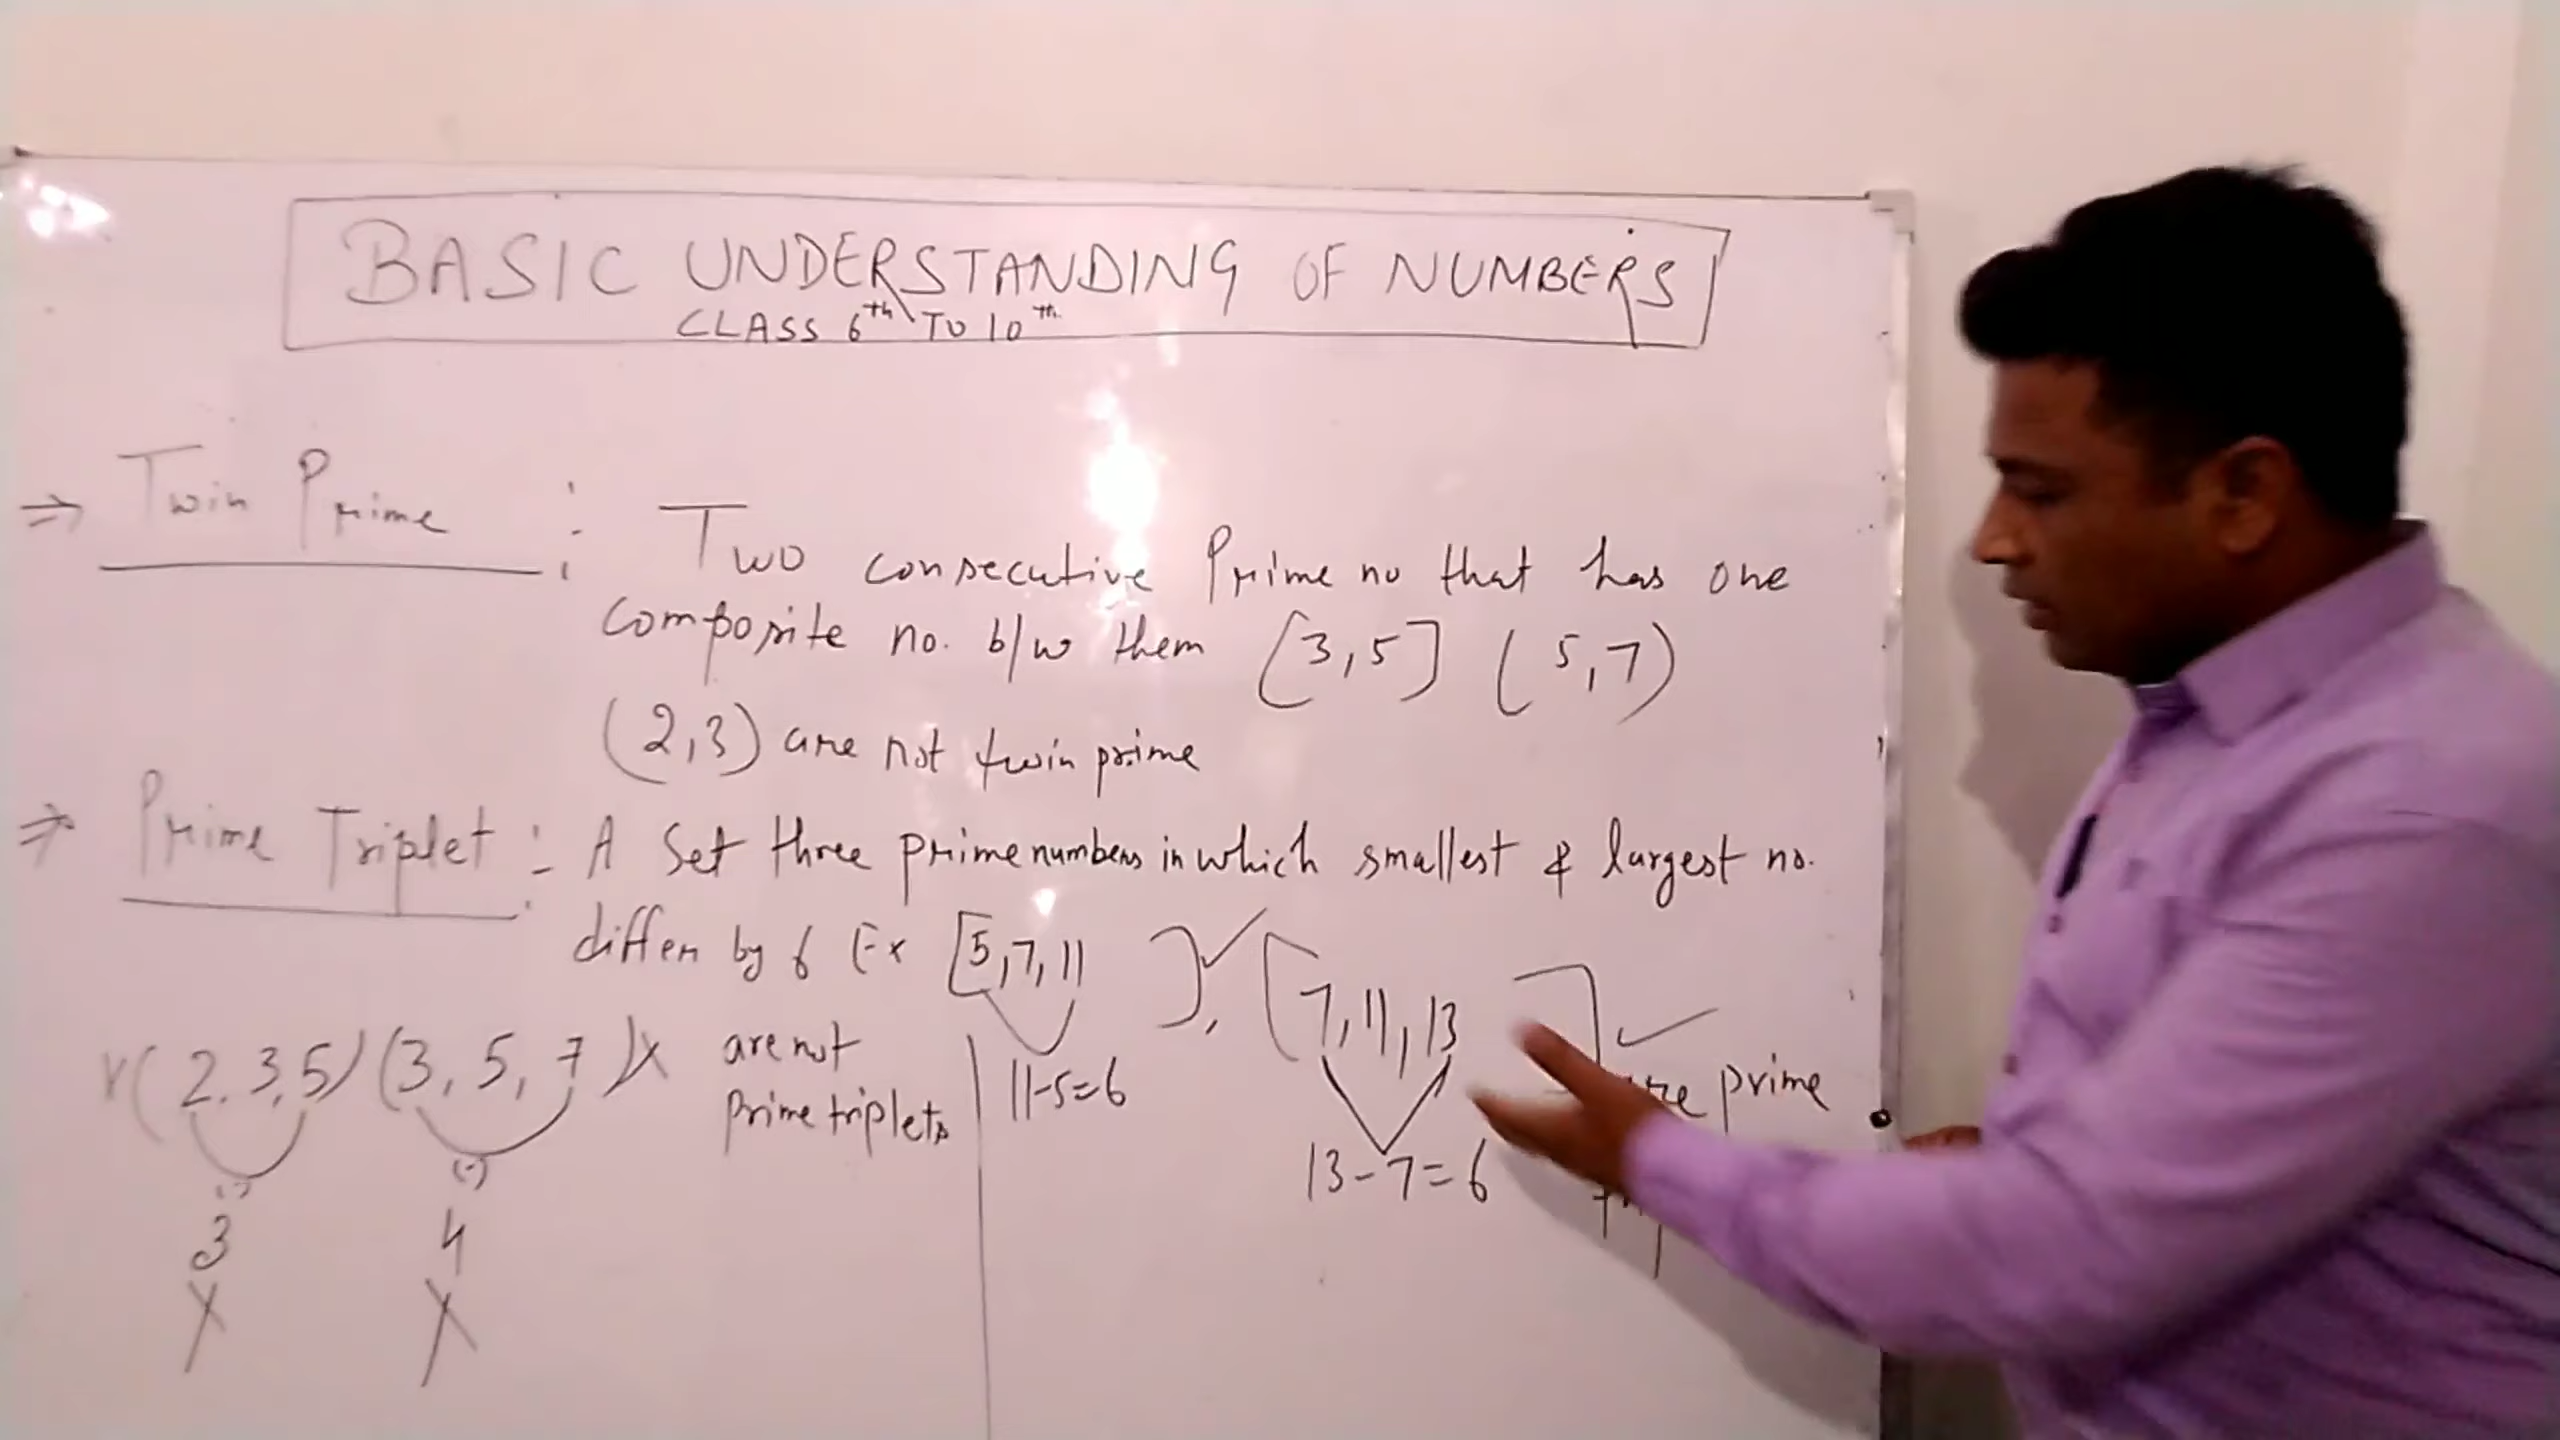 BASIC UNDERSTANDING OF NUMBERS
CLASS 6th TO 10th
⇒ Twin Prime : Two consecutive Prime no that has one
composite no. b/w them [3,5] (5,7)
(2,3) are not twin prime
⇒ Prime Triplet :- A Set three prime numbers in which smallest & largest no.
differ by 6 Ex [5,7,11] ✓, [7,11,13] ✓
(2,3,5) (3,5,7) X are not
Prime triplets
11-5=6
are prime
13-7=6
(-) (-)
3 4
X X